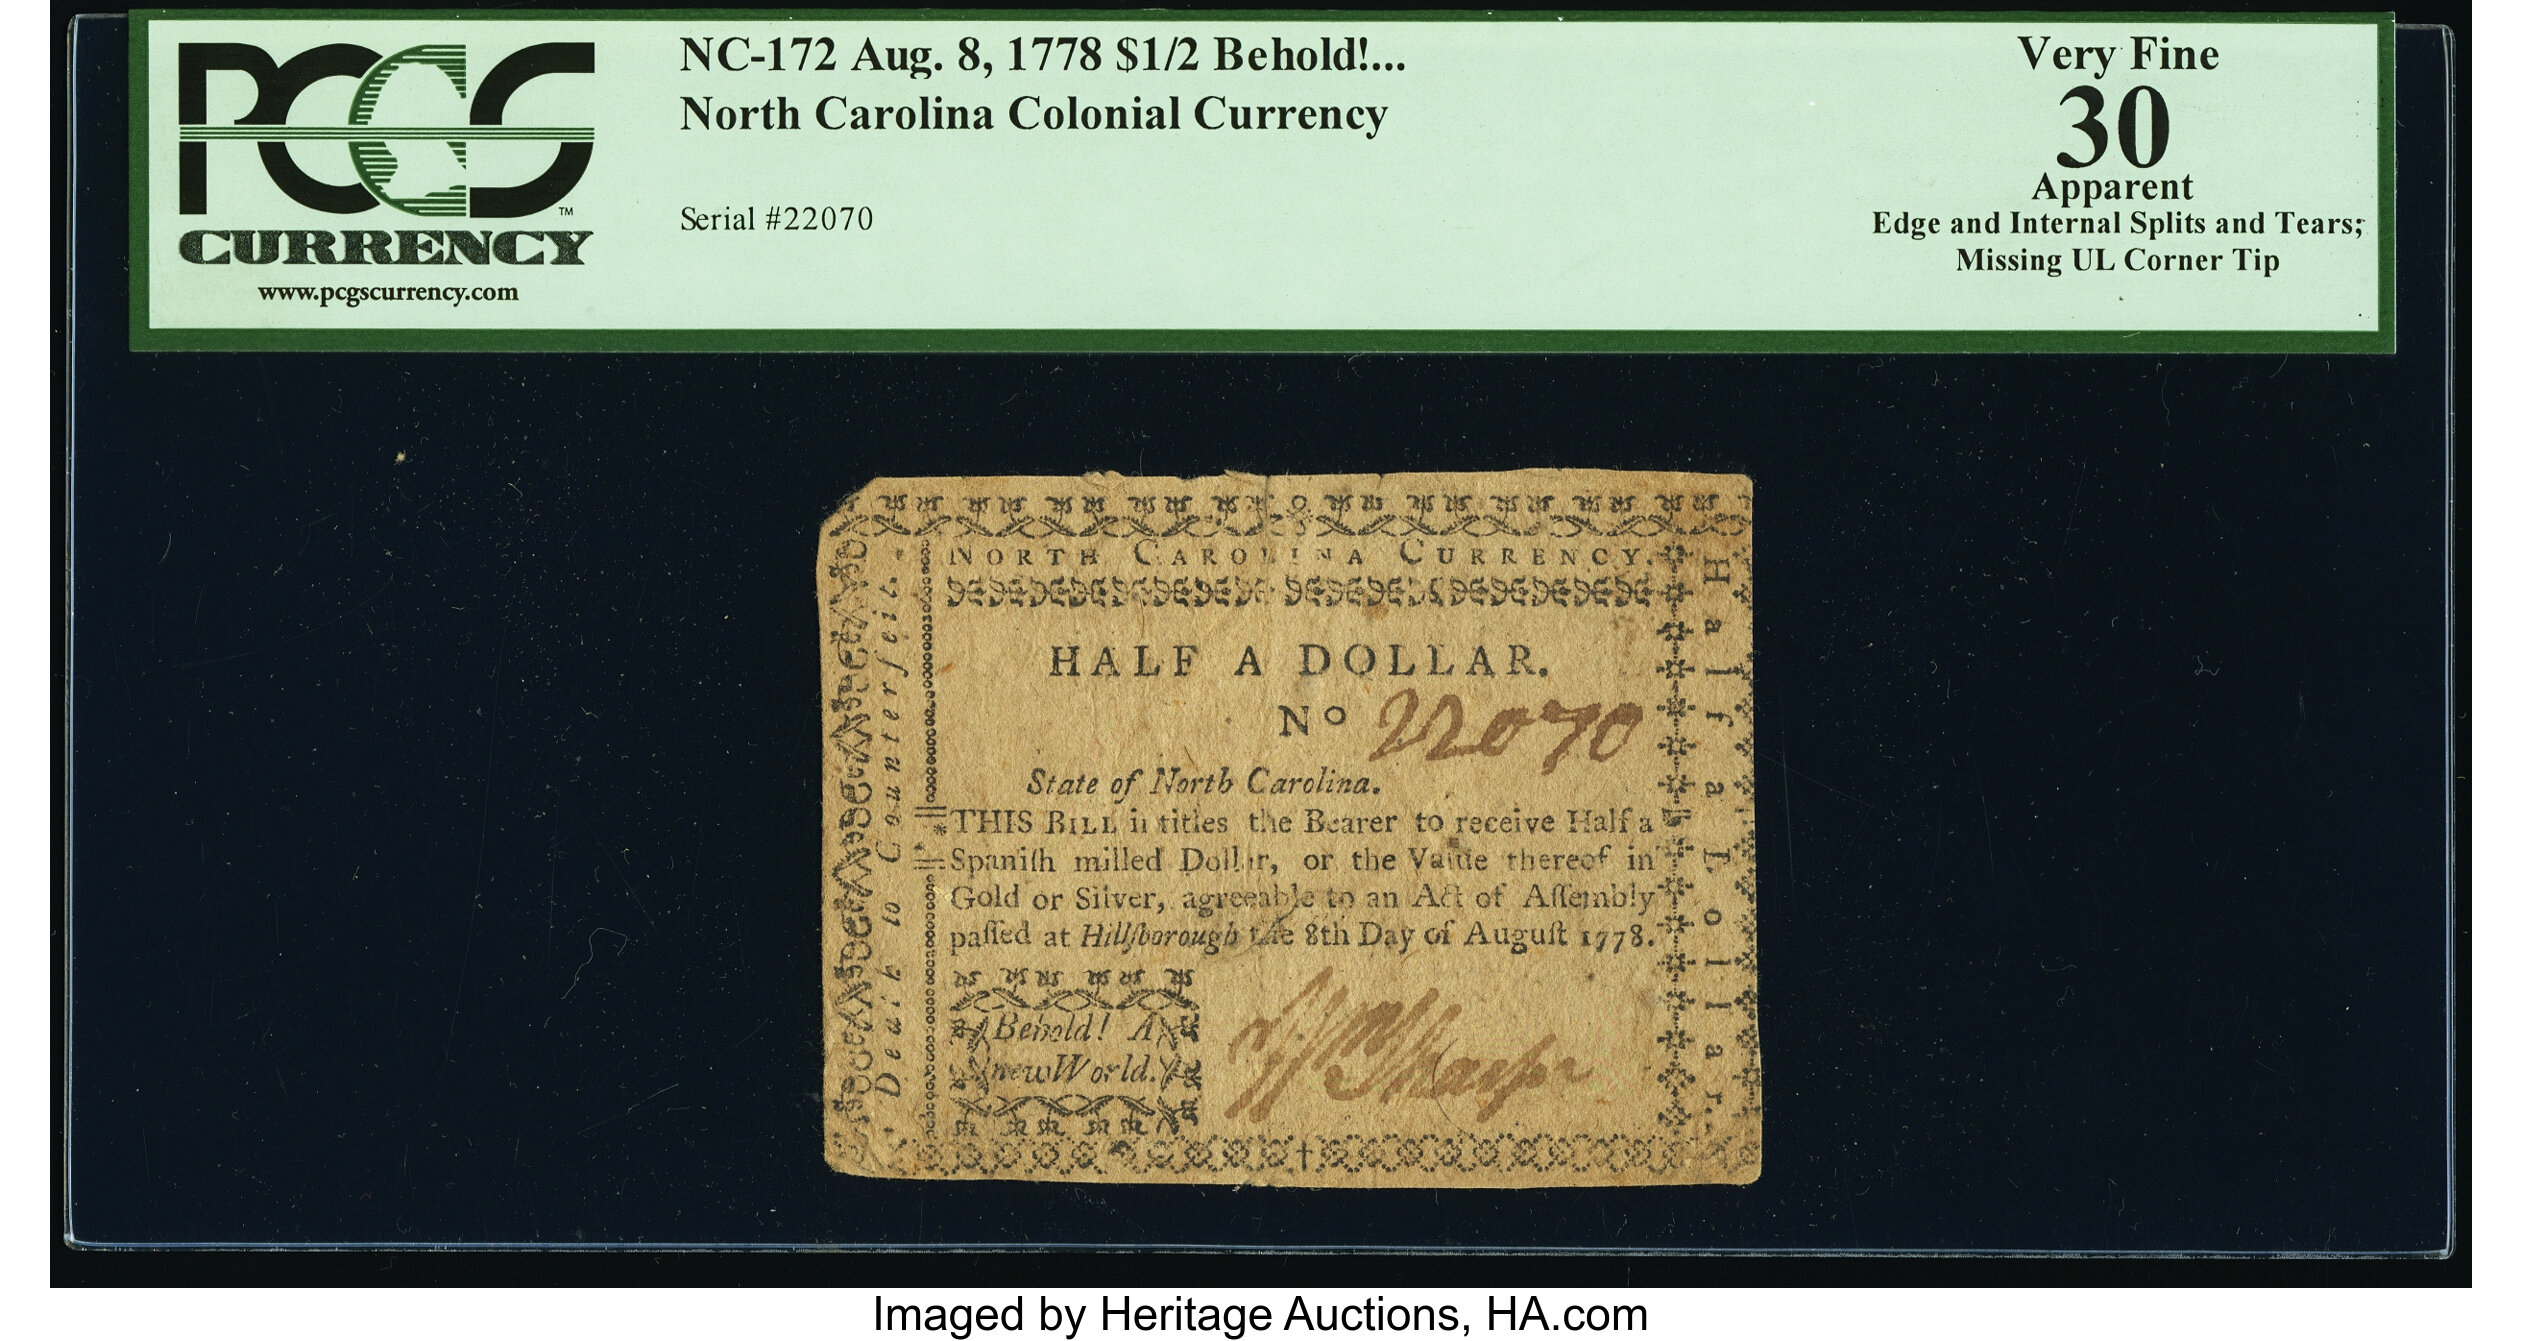 PCGS
TM
CURRENCY
www.pcgscurrency.com
NC-172 Aug. 8, 1778 $1/2 Behold!...
North Carolina Colonial Currency
Serial #22070
Very Fine
30
Apparent
Edge and Internal Splits and Tears;
Missing UL Corner Tip
NORTH CAROLINA CURRENCY.
HALF A DOLLAR.
No 22070
State of North Carolina.
THIS BILL intitles the Bearer to receive Half a
Spaniſh milled Dollar, or the Value thereof in
Gold or Silver, agreeable to an Act of Aſſembly
paſſed at Hillſborough the 8th Day of Auguſt 1778.
Behold! A
new World.
Wm Sharpe
Death to Counterfeit.
Half a Dollar.
Imaged by Heritage Auctions, HA.com